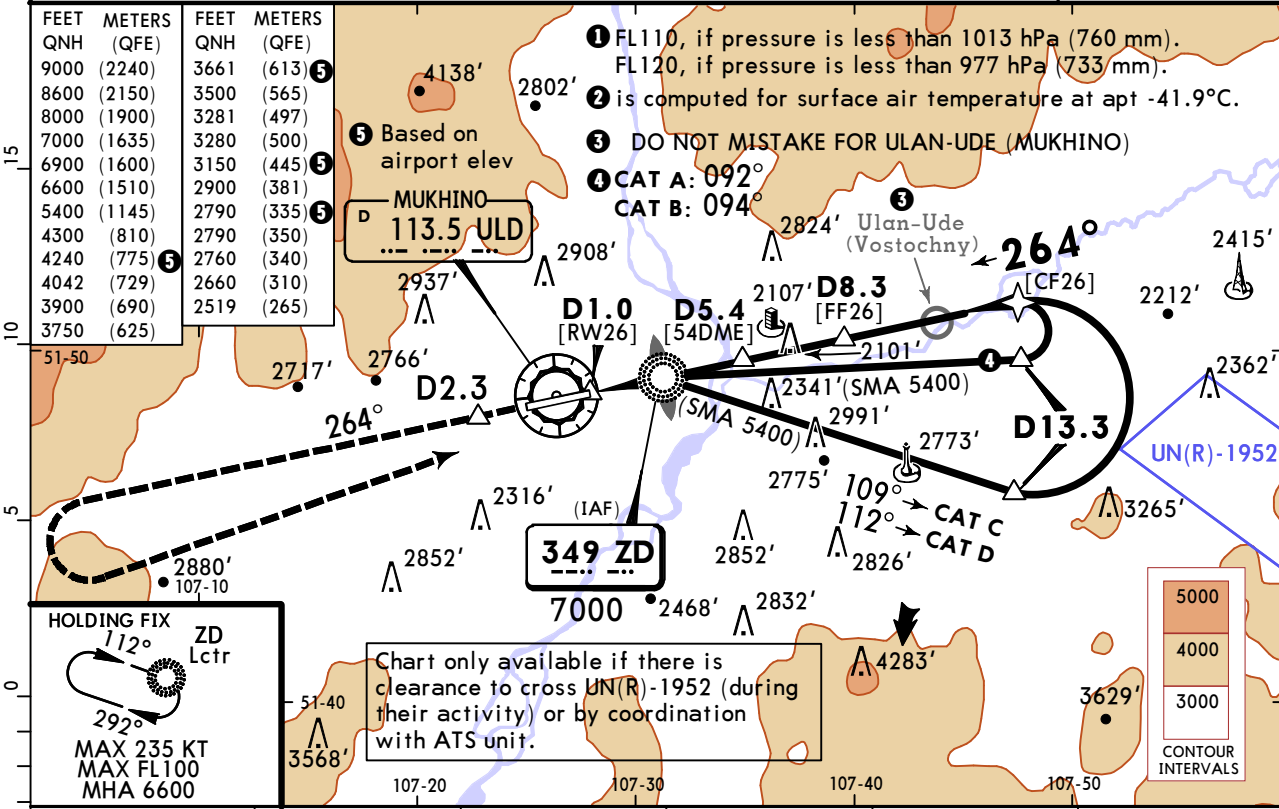 FEET METERS FEET METERS
QNH (QFE) QNH (QFE)
9000 (2240) 3661 (613) 5
8600 (2150) 3500 (565)
8000 (1900) 3281 (497)
7000 (1635) 3280 (500)
6900 (1600) 3150 (445) 5
6600 (1510) 2900 (381)
5400 (1145) 2790 (335) 5
4300 (810) 2790 (350)
4240 (775) 5 2760 (340)
4042 (729) 2660 (310)
3900 (690) 2519 (265)
3750 (625)
1 FL110, if pressure is less than 1013 hPa (760 mm).
FL120, if pressure is less than 977 hPa (733 mm).
2 is computed for surface air temperature at apt -41.9°C.
3 DO NOT MISTAKE FOR ULAN-UDE (MUKHINO)
4 CAT A: 092°
CAT B: 094°
4138'
2802'
5 Based on
airport elev
MUKHINO
D 113.5 ULD
15
10
5
0
3
Ulan-Ude
(Vostochny)
264°
[CF26]
2824'
2415'
2908'
2937'
2212'
D1.0
[RW26]
D5.4
[54DME]
2107'
D8.3
[FF26]
2101'
4
51-50
2717'
2766'
D2.3
264°
2341' (SMA 5400)
(SMA 5400)
2991'
D13.3
2362'
UN(R)-1952
2773'
2775'
109° CAT C
112° CAT D
2316'
(IAF)
349 ZD
7000
2852'
2852'
2826'
3265'
2880'
107-10
2468'
2832'
HOLDING FIX
112°
ZD
Lctr
292°
MAX 235 KT
MAX FL100
MHA 6600
Chart only available if there is
clearance to cross UN(R)-1952 (during
their activity) or by coordination
with ATS unit.
51-40
3568'
4283'
3629'
5000
4000
3000
CONTOUR
INTERVALS
107-20
107-30
107-40
107-50